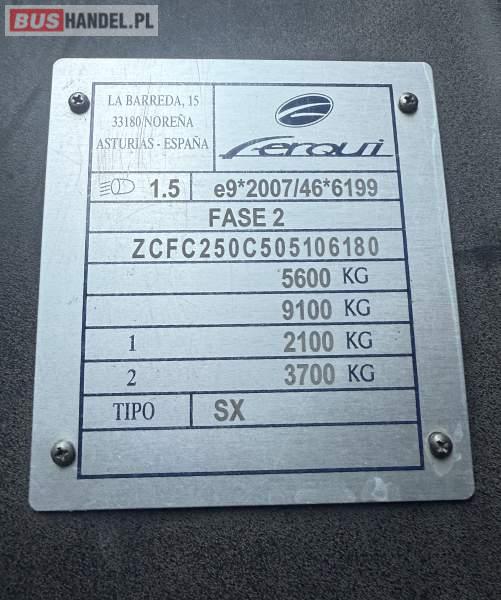 BUSHANDEL.PL
LA BARREDA, 15
33180 NOREÑA
ASTURIAS - ESPAÑA
Ferqui
1.5 e9*2007/46*6199
FASE 2
ZCFC250C505106180
5600 KG
9100 KG
1 2100 KG
2 3700 KG
TIPO SX